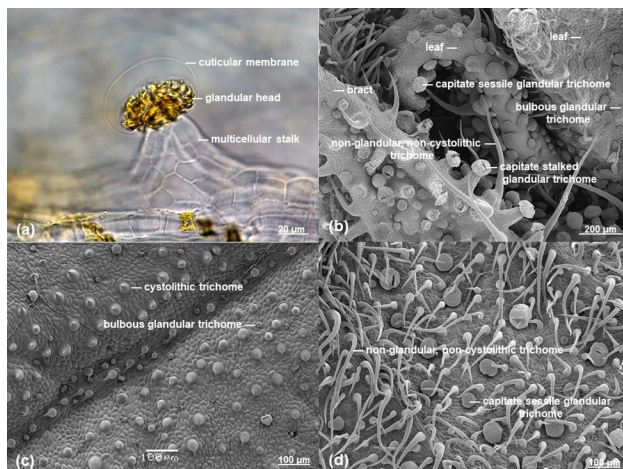 cuticular membrane
glandular head
multicellular stalk
(a)
20 µm
leaf
leaf
capitate sessile glandular trichome
bract
bulbous glandular
trichome
non-glandular, non-cystolithic
trichome
capitate stalked
glandular trichome
(b)
200 µm
cystolithic trichome
bulbous glandular trichome
(c)
100 µm
100 µm
non-glandular, non-cystolithic trichome
capitate sessile glandular
trichome
(d)
100 µm